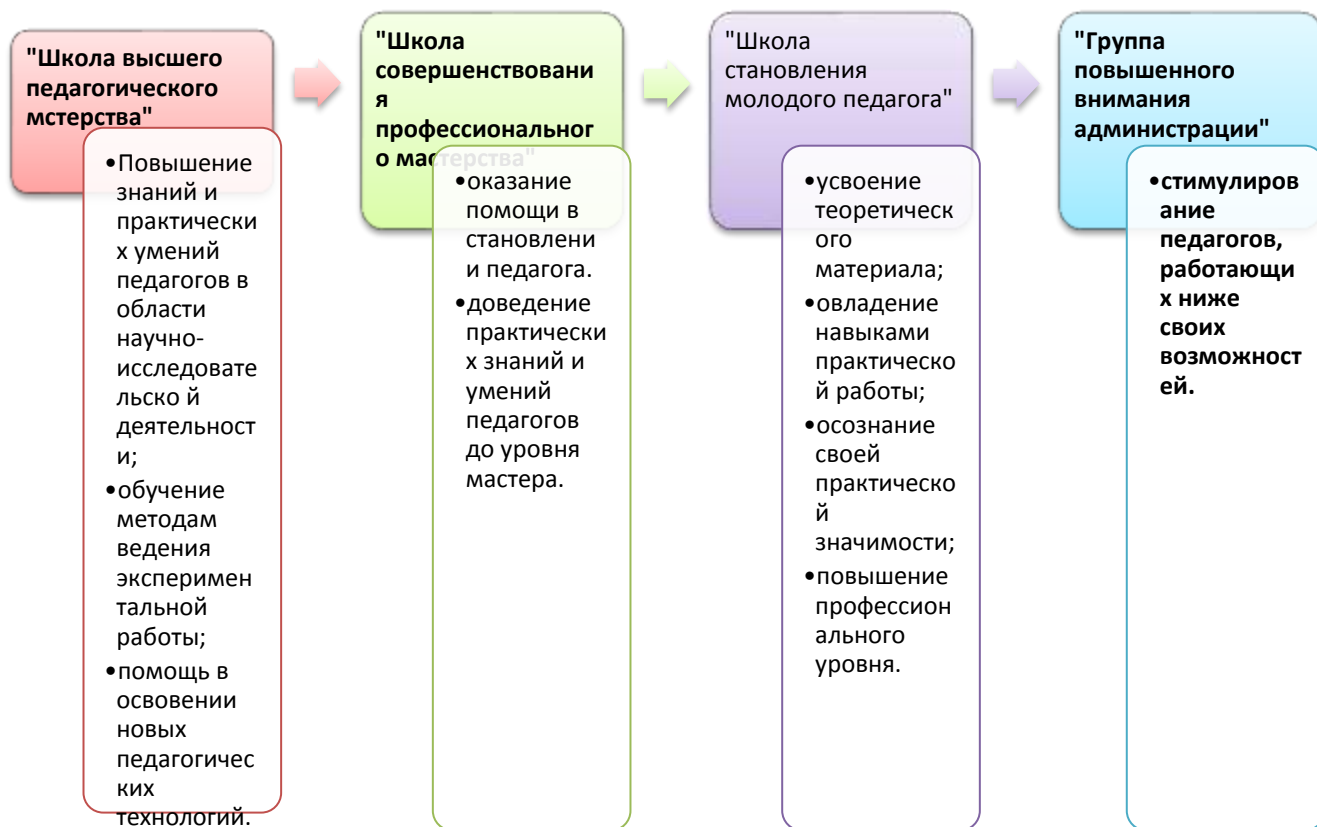 "Школа высшего
педагогического
мстерства"
•Повышение
знаний и
практически
х умений
педагогов в
области
научно-
исследовате
льско й
деятельност
и;
•обучение
методам
ведения
эксперимен
тальной
работы;
•помощь в
освовении
новых
педагогичес
ких
технологий.
"Школа
совершенствовани
я
профессиональног
о мастерства"
•оказание
помощи в
становлени
и педагога.
•доведение
практически
х знаний и
умений
педагогов
до уровня
мастера.
"Школа
становления
молодого педагога"
•усвоение
теоретическ
ого
материала;
•овладение
навыками
практическо
й работы;
•осознание
своей
практическо
й
значимости;
•повышение
профессион
ального
уровня.
"Группа
повышенного
внимания
администрации"
•стимулиров
ание
педагогов,
работающи
х ниже
своих
возможност
ей.